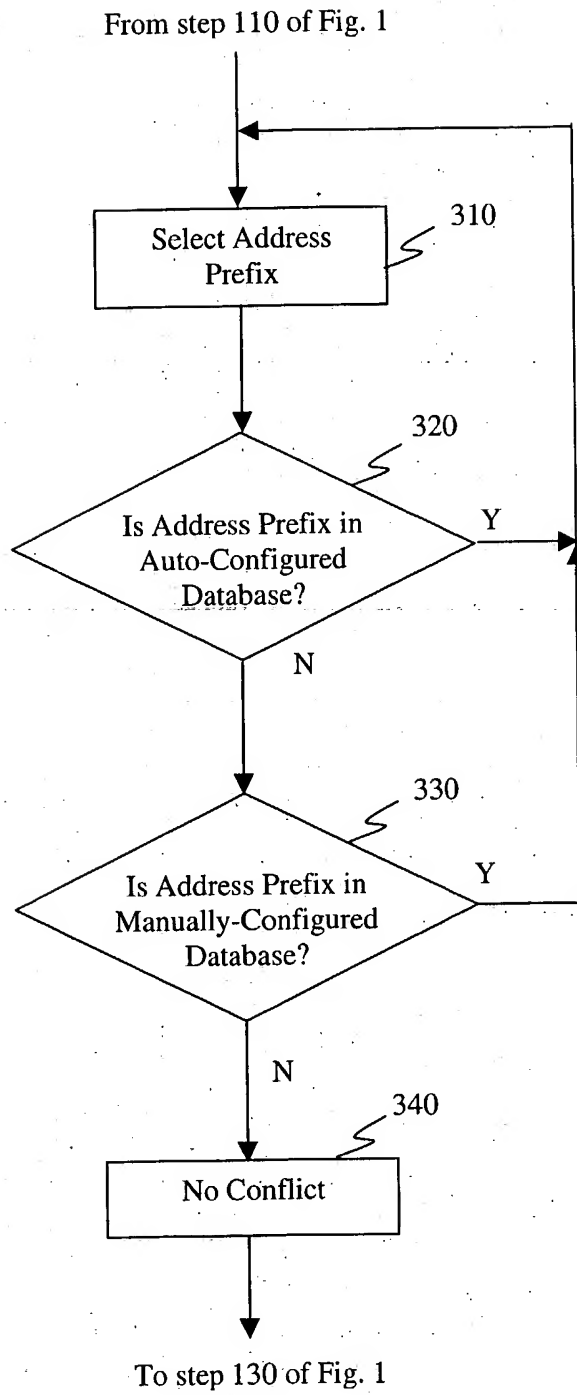 From step 110 of Fig. 1
310
Select Address
Prefix
320
Is Address Prefix in
Auto-Configured
Database?
Y
N
330
Is Address Prefix in
Manually-Configured
Database?
Y
N
340
No Conflict
To step 130 of Fig. 1